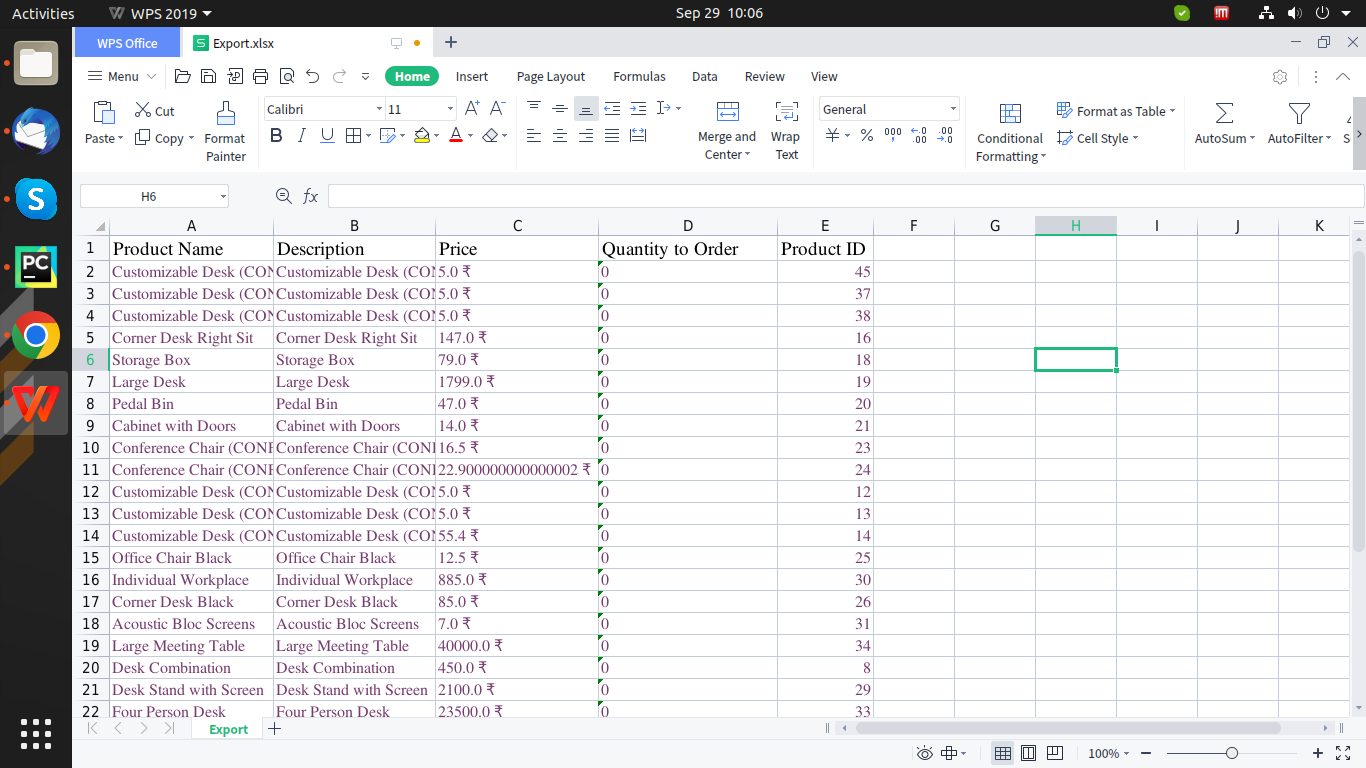 Activities WPS 2019 Sep 29 10:06
WPS Office S Export.xlsx
Menu Home Insert Page Layout Formulas Data Review View
Paste Cut Copy Format Painter Calibri 11 A+ A- B I U A Merge and Center Wrap Text General Conditional Formatting Format as Table Cell Style AutoSum AutoFilter S
H6 fx
A B C D E F G H I J K
1 Product Name Description Price Quantity to Order Product ID
2 Customizable Desk (CON Customizable Desk (CON 5.0 ₹ 0 45
3 Customizable Desk (CON Customizable Desk (CON 5.0 ₹ 0 37
4 Customizable Desk (CON Customizable Desk (CON 5.0 ₹ 0 38
5 Corner Desk Right Sit Corner Desk Right Sit 147.0 ₹ 0 16
6 Storage Box Storage Box 79.0 ₹ 0 18
7 Large Desk Large Desk 1799.0 ₹ 0 19
8 Pedal Bin Pedal Bin 47.0 ₹ 0 20
9 Cabinet with Doors Cabinet with Doors 14.0 ₹ 0 21
10 Conference Chair (CONF Conference Chair (CONF 16.5 ₹ 0 23
11 Conference Chair (CONF Conference Chair (CONF 22.900000000000002 ₹ 0 24
12 Customizable Desk (CON Customizable Desk (CON 5.0 ₹ 0 12
13 Customizable Desk (CON Customizable Desk (CON 5.0 ₹ 0 13
14 Customizable Desk (CON Customizable Desk (CON 55.4 ₹ 0 14
15 Office Chair Black Office Chair Black 12.5 ₹ 0 25
16 Individual Workplace Individual Workplace 885.0 ₹ 0 30
17 Corner Desk Black Corner Desk Black 85.0 ₹ 0 26
18 Acoustic Bloc Screens Acoustic Bloc Screens 7.0 ₹ 0 31
19 Large Meeting Table Large Meeting Table 40000.0 ₹ 0 34
20 Desk Combination Desk Combination 450.0 ₹ 0 8
21 Desk Stand with Screen Desk Stand with Screen 2100.0 ₹ 0 29
22 Four Person Desk Four Person Desk 23500.0 ₹ 0 33
Export
100%